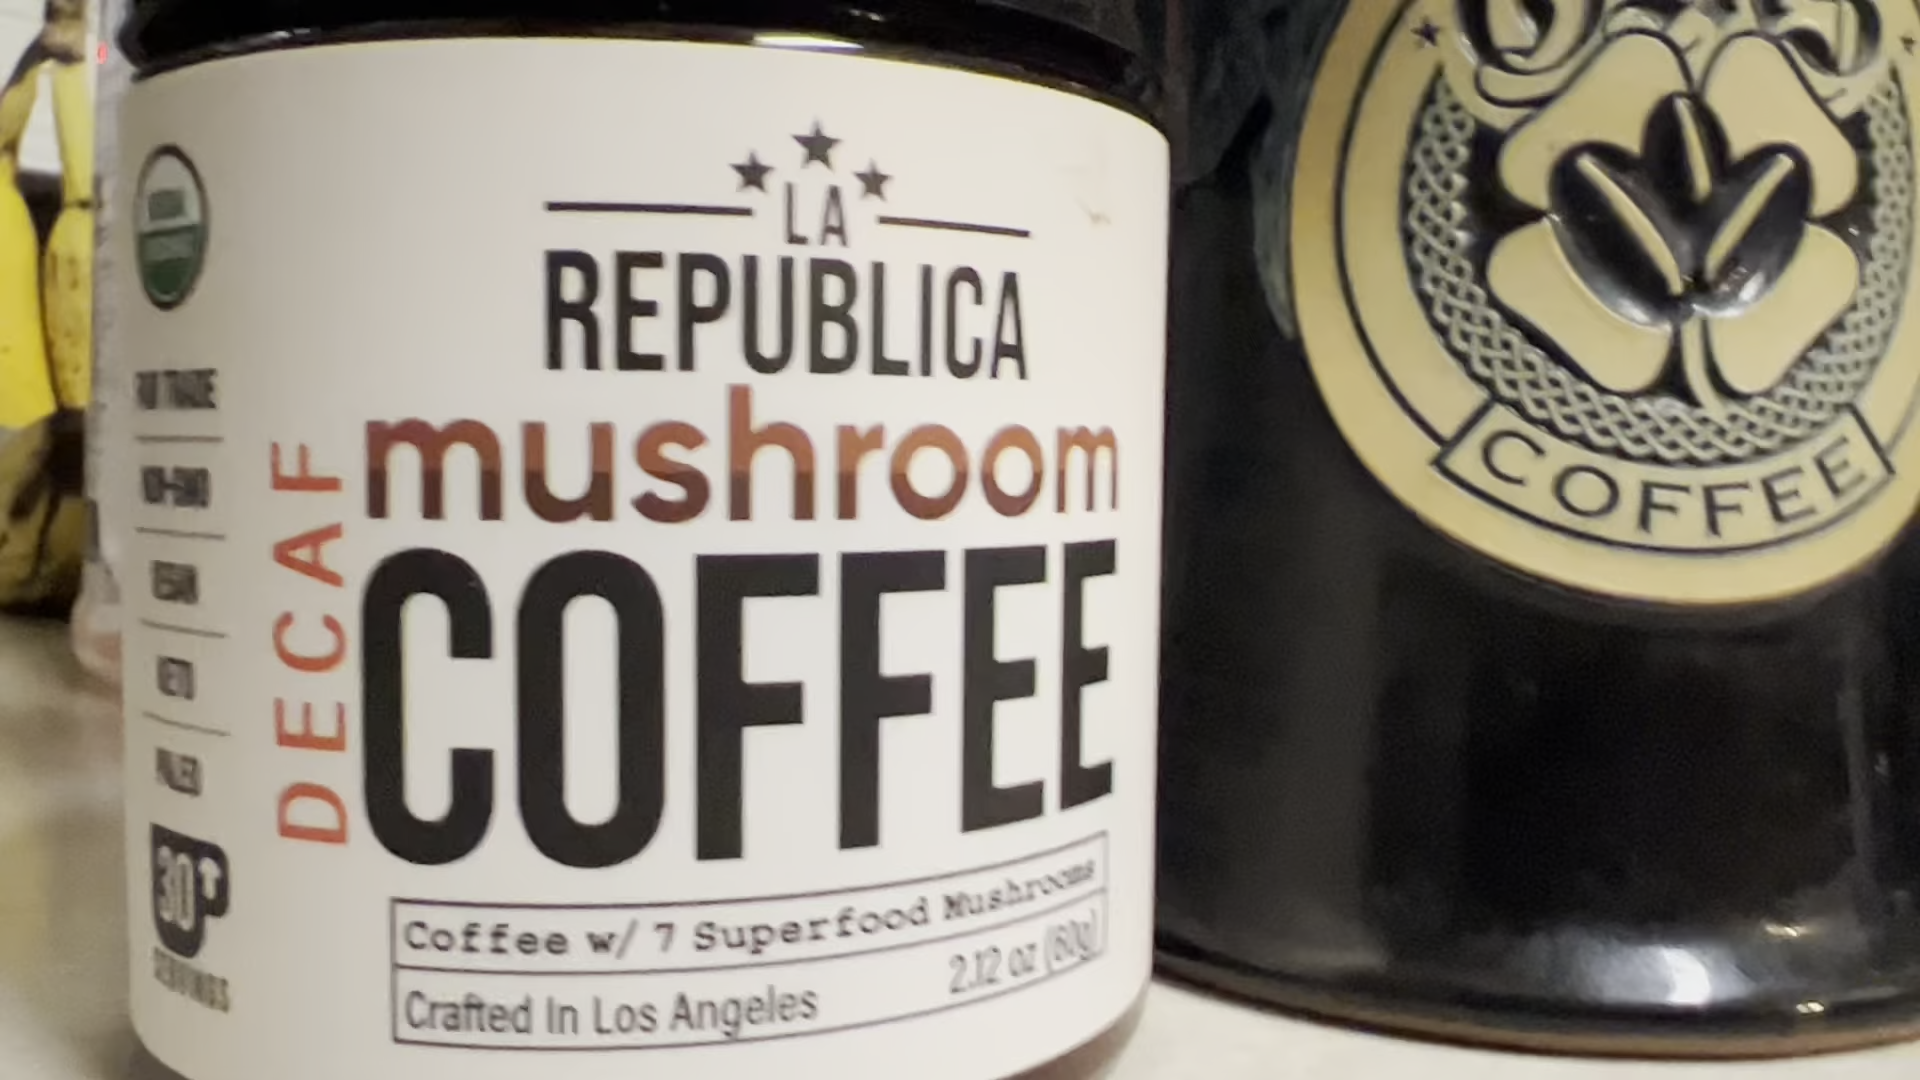 LA
REPUBLICA
mushroom
COFFEE
DECAF
FAIR TRADE
NON-GMO
VEGAN
KETO
PALEO
30
SERVINGS
Coffee w/ 7 Superfood Mushrooms
Crafted In Los Angeles
2.12 oz (60g)
COFFEE